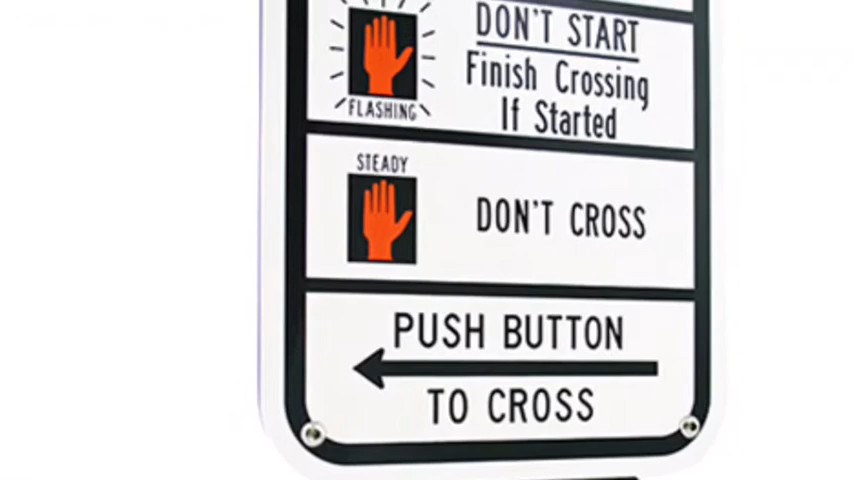 DON'T START
Finish Crossing
If Started
FLASHING
STEADY
DON'T CROSS
PUSH BUTTON
TO CROSS